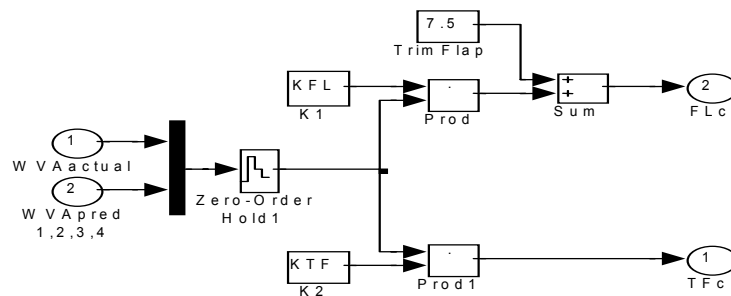 7.5
Trim Flap
KFL
K1
Prod
+
+
Sum
2
FLc
1
WVAactual
2
WVApred
1,2,3,4
Zero-Order
Hold1
KTF
K2
Prod1
1
TFc